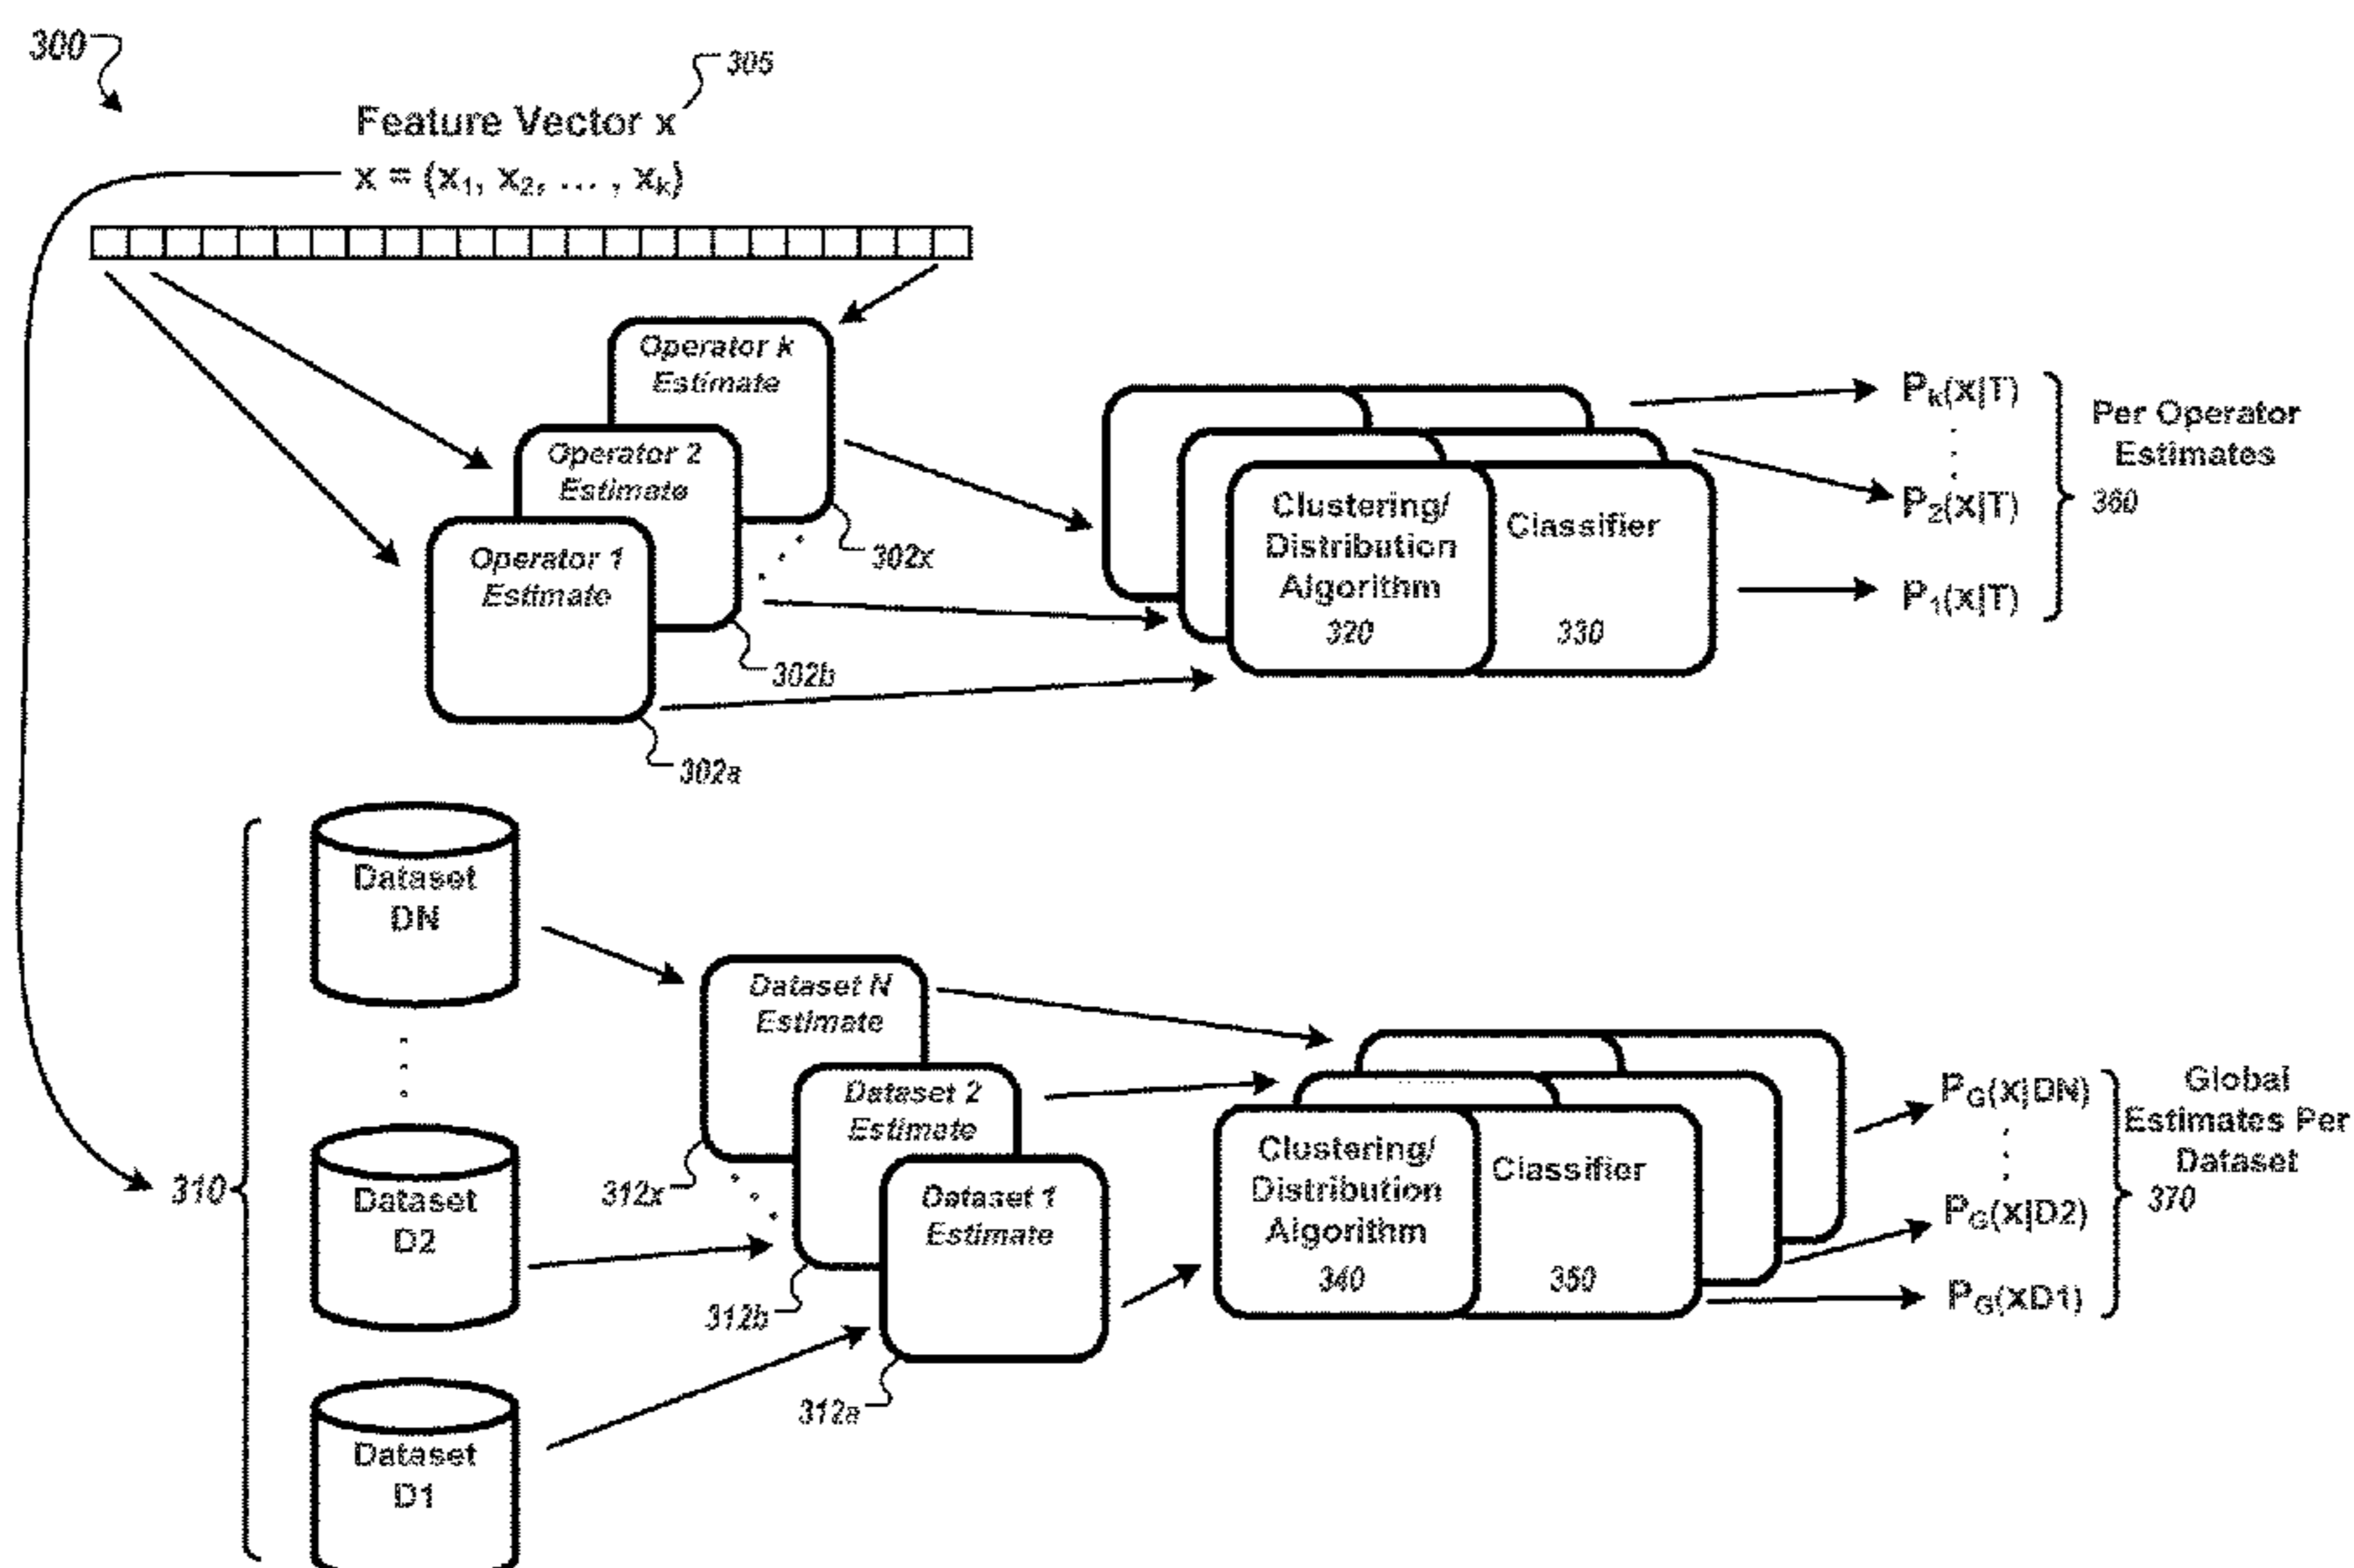 300
305
Feature Vector x
x = (x₁, x₂, ... , xₖ)
Operator k
Estimate
Operator 2
Estimate
Operator 1
Estimate
302x
302b
302a
Clustering/
Distribution
Algorithm
320
Classifier
330
Pₖ(x|T)
P₂(x|T)
P₁(x|T)
Per Operator
Estimates
360
310
Dataset
DN
Dataset
D2
Dataset
D1
Dataset N
Estimate
Dataset 2
Estimate
Dataset 1
Estimate
312x
312b
312a
Clustering/
Distribution
Algorithm
340
Classifier
350
P_G(x|DN)
P_G(x|D2)
P_G(xD1)
Global
Estimates Per
Dataset
370